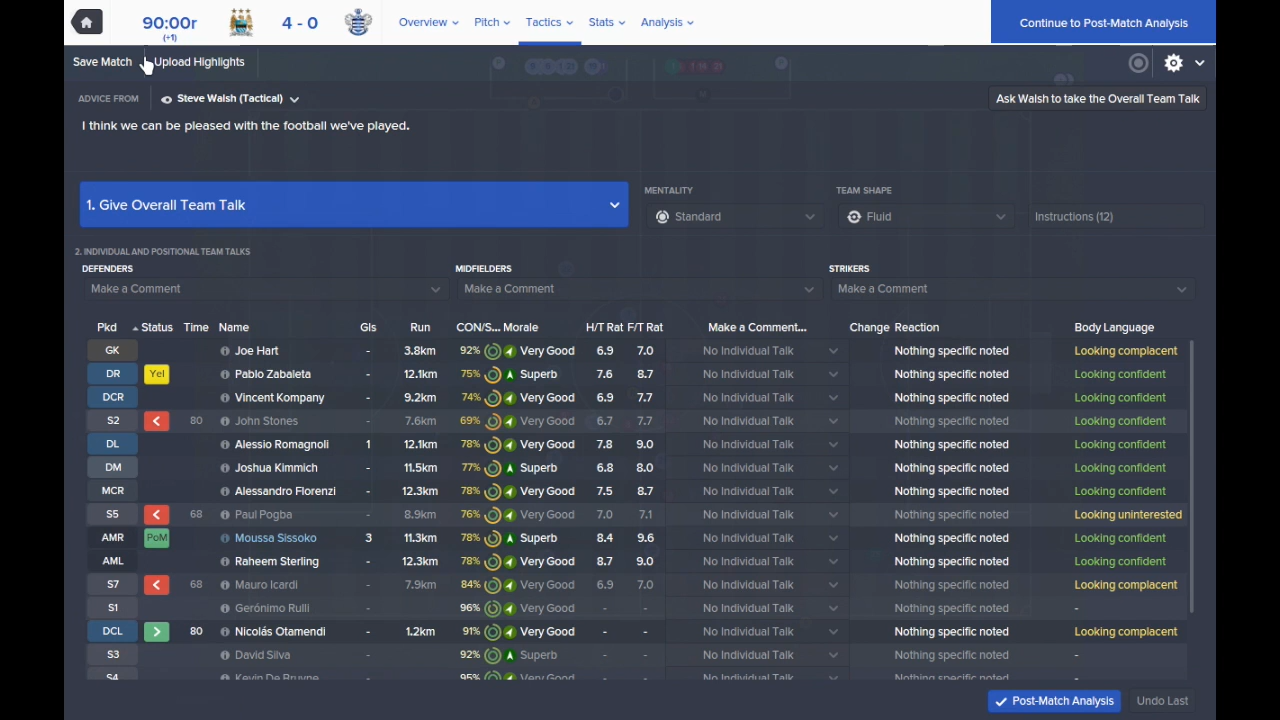 90:00r
(+1)
4 - 0
Overview
Pitch
Tactics
Stats
Analysis
Continue to Post-Match Analysis
Save Match
Upload Highlights
ADVICE FROM
Steve Walsh (Tactical)
Ask Walsh to take the Overall Team Talk
I think we can be pleased with the football we've played.
1. Give Overall Team Talk
MENTALITY
Standard
TEAM SHAPE
Fluid
Instructions (12)
2. INDIVIDUAL AND POSITIONAL TEAM TALKS
DEFENDERS MIDFIELDERS STRIKERS
Make a Comment Make a Comment Make a Comment
Pkd Status Time Name Gls Run CON/S... Morale H/T Rat F/T Rat Make a Comment... Change Reaction Body Language
GK Joe Hart - 3.8km 92% Very Good 6.9 7.0 No Individual Talk Nothing specific noted Looking complacent
DR Yel Pablo Zabaleta - 12.1km 75% Superb 7.6 8.7 No Individual Talk Nothing specific noted Looking confident
DCR Vincent Kompany - 9.2km 74% Very Good 6.9 7.7 No Individual Talk Nothing specific noted Looking confident
S2 80 John Stones - 7.6km 69% Very Good 6.7 7.7 No Individual Talk Nothing specific noted Looking confident
DL Alessio Romagnoli 1 12.1km 78% Very Good 7.8 9.0 No Individual Talk Nothing specific noted Looking confident
DM Joshua Kimmich - 11.5km 77% Superb 6.8 8.0 No Individual Talk Nothing specific noted Looking confident
MCR Alessandro Florenzi - 12.3km 78% Very Good 7.5 8.7 No Individual Talk Nothing specific noted Looking confident
S5 68 Paul Pogba - 8.9km 76% Very Good 7.0 7.1 No Individual Talk Nothing specific noted Looking uninterested
AMR PoM Moussa Sissoko 3 11.3km 78% Superb 8.4 9.6 No Individual Talk Nothing specific noted Looking confident
AML Raheem Sterling - 12.3km 78% Very Good 8.7 9.0 No Individual Talk Nothing specific noted Looking confident
S7 68 Mauro Icardi - 7.9km 84% Very Good 6.9 7.0 No Individual Talk Nothing specific noted Looking complacent
S1 Gerónimo Rulli - 96% Very Good - - No Individual Talk Nothing specific noted -
DCL 80 Nicolás Otamendi - 1.2km 91% Very Good - - No Individual Talk Nothing specific noted Looking complacent
S3 David Silva - 92% Superb - - No Individual Talk Nothing specific noted -
S4 Kevin De Bruyne - 95% Very Good - - No Individual Talk Nothing specific noted -
Post-Match Analysis
Undo Last